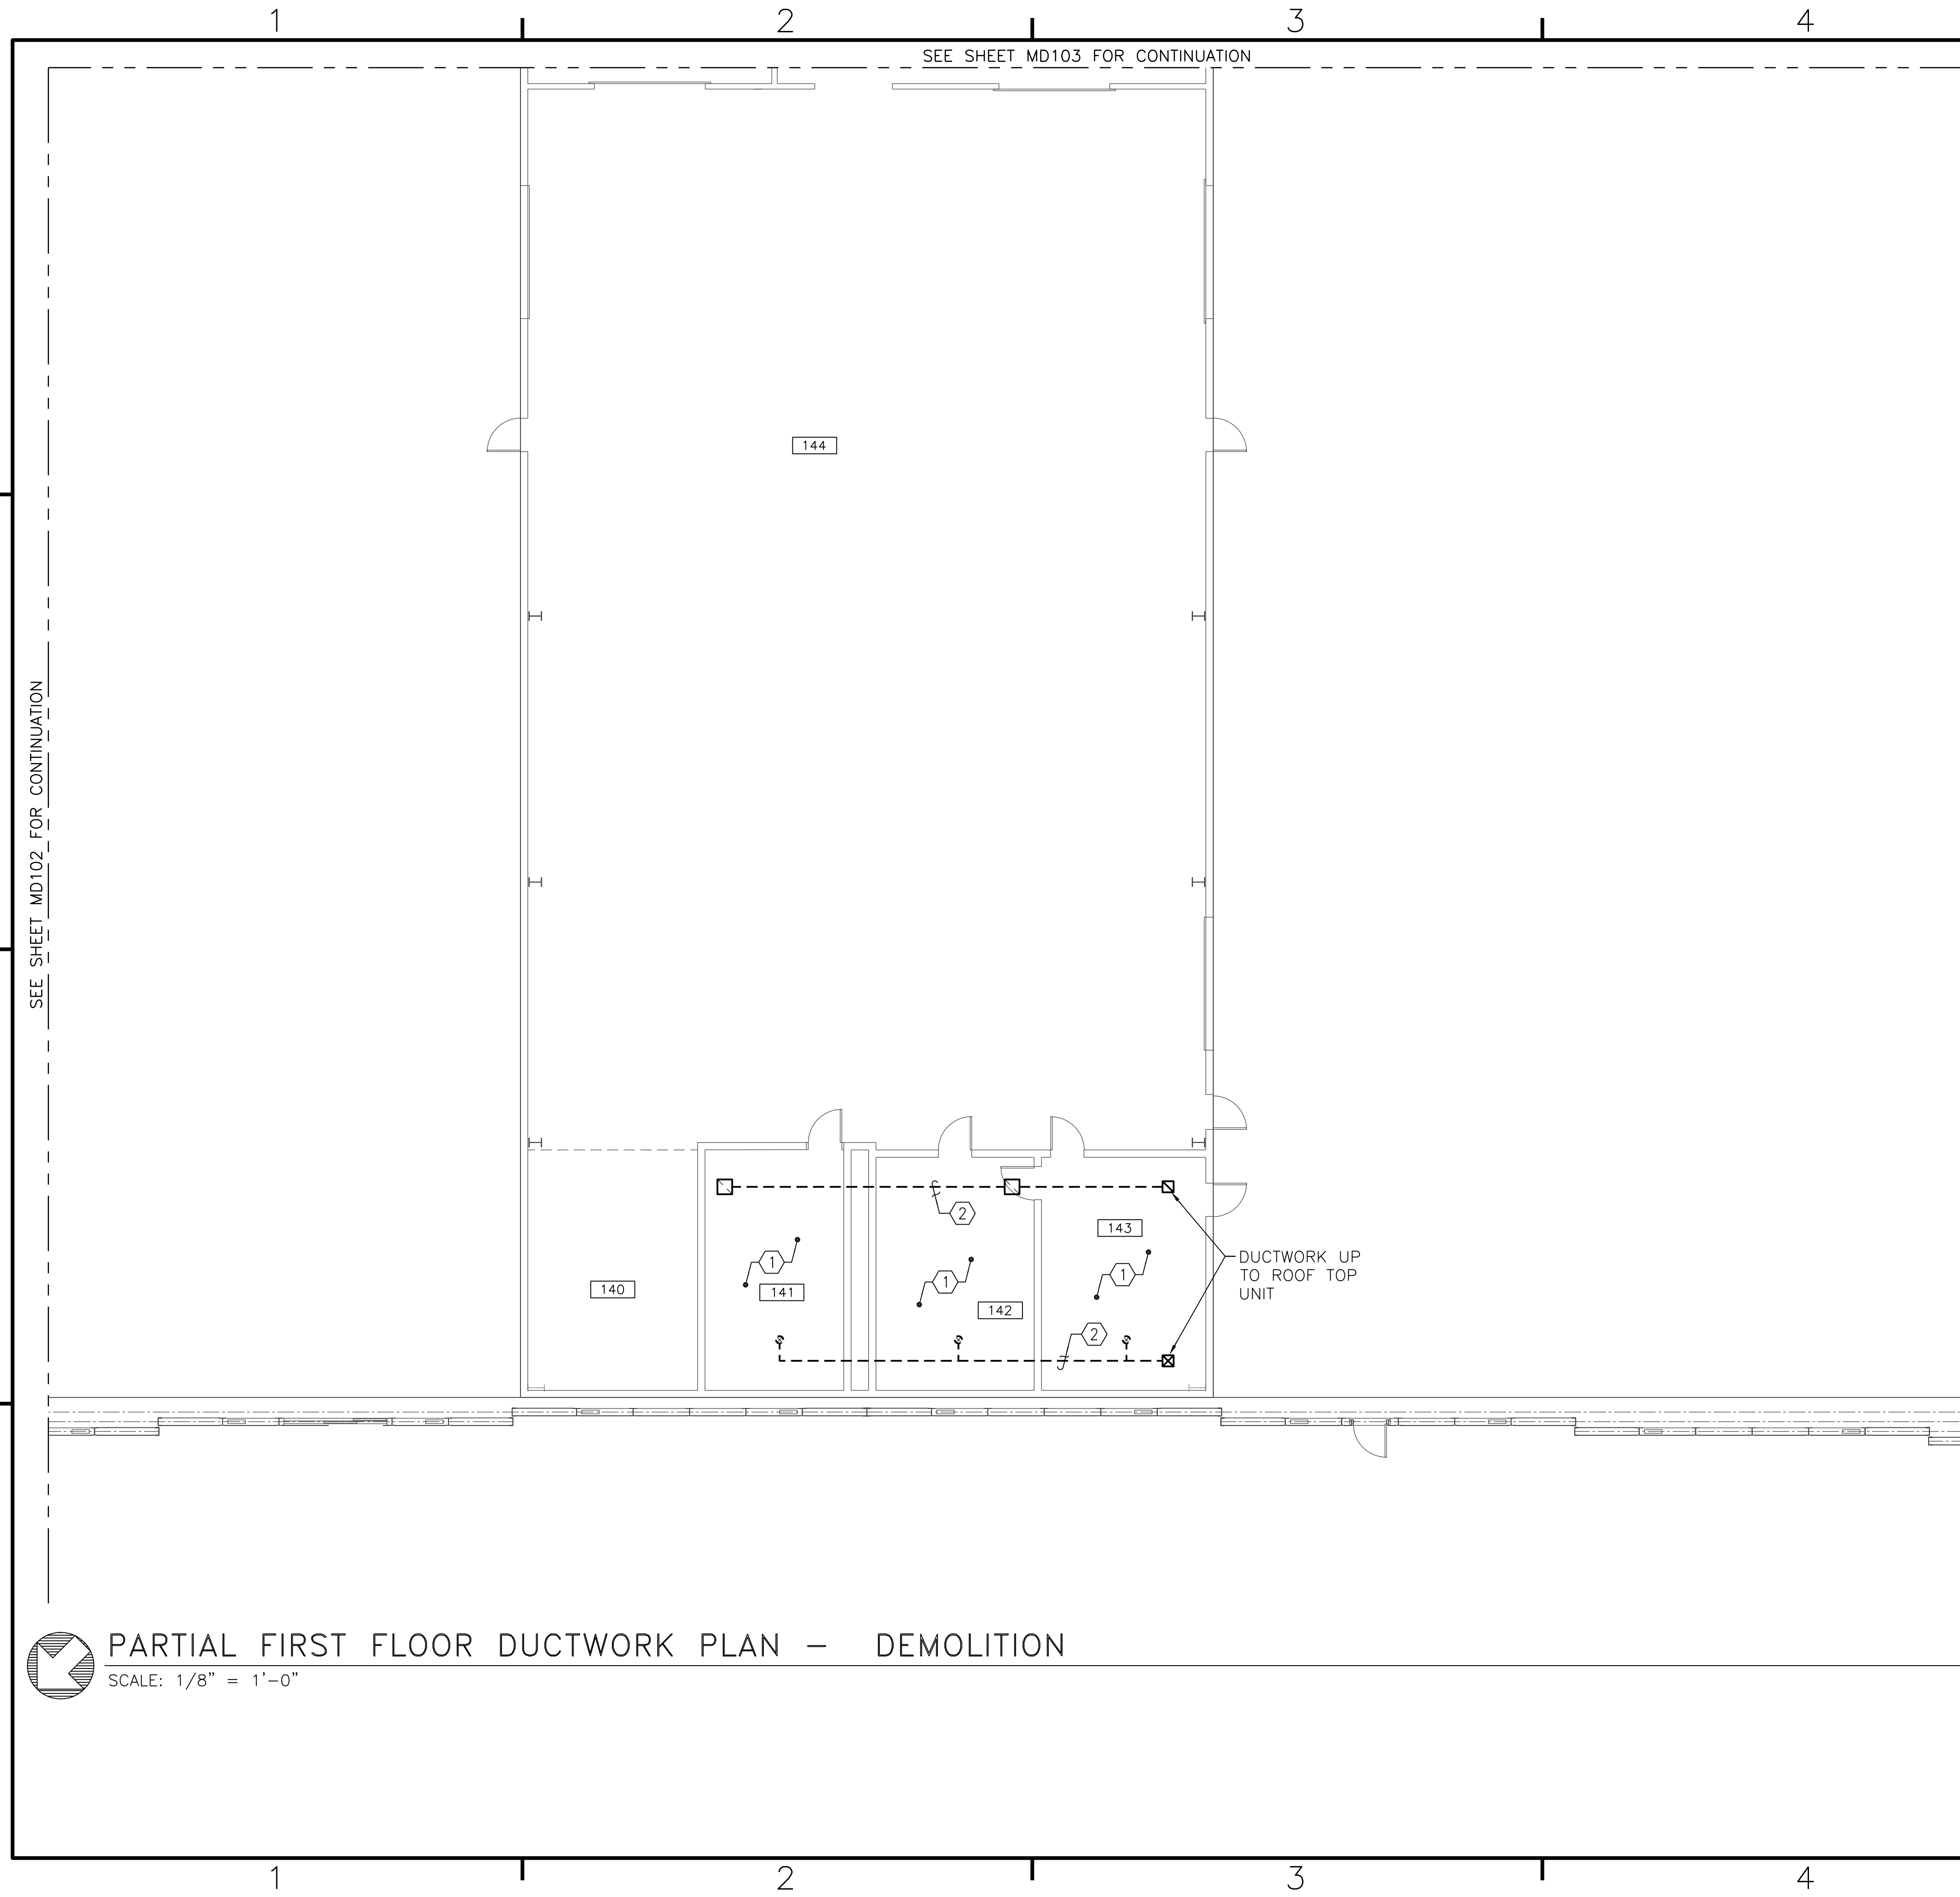 1 2 3 4
SEE SHEET MD103 FOR CONTINUATION
SEE SHEET MD102 FOR CONTINUATION
144
2
143
1
1
1
140
141
142
2
DUCTWORK UP
TO ROOF TOP
UNIT
PARTIAL FIRST FLOOR DUCTWORK PLAN - DEMOLITION
SCALE: 1/8" = 1'-0"
1 2 3 4